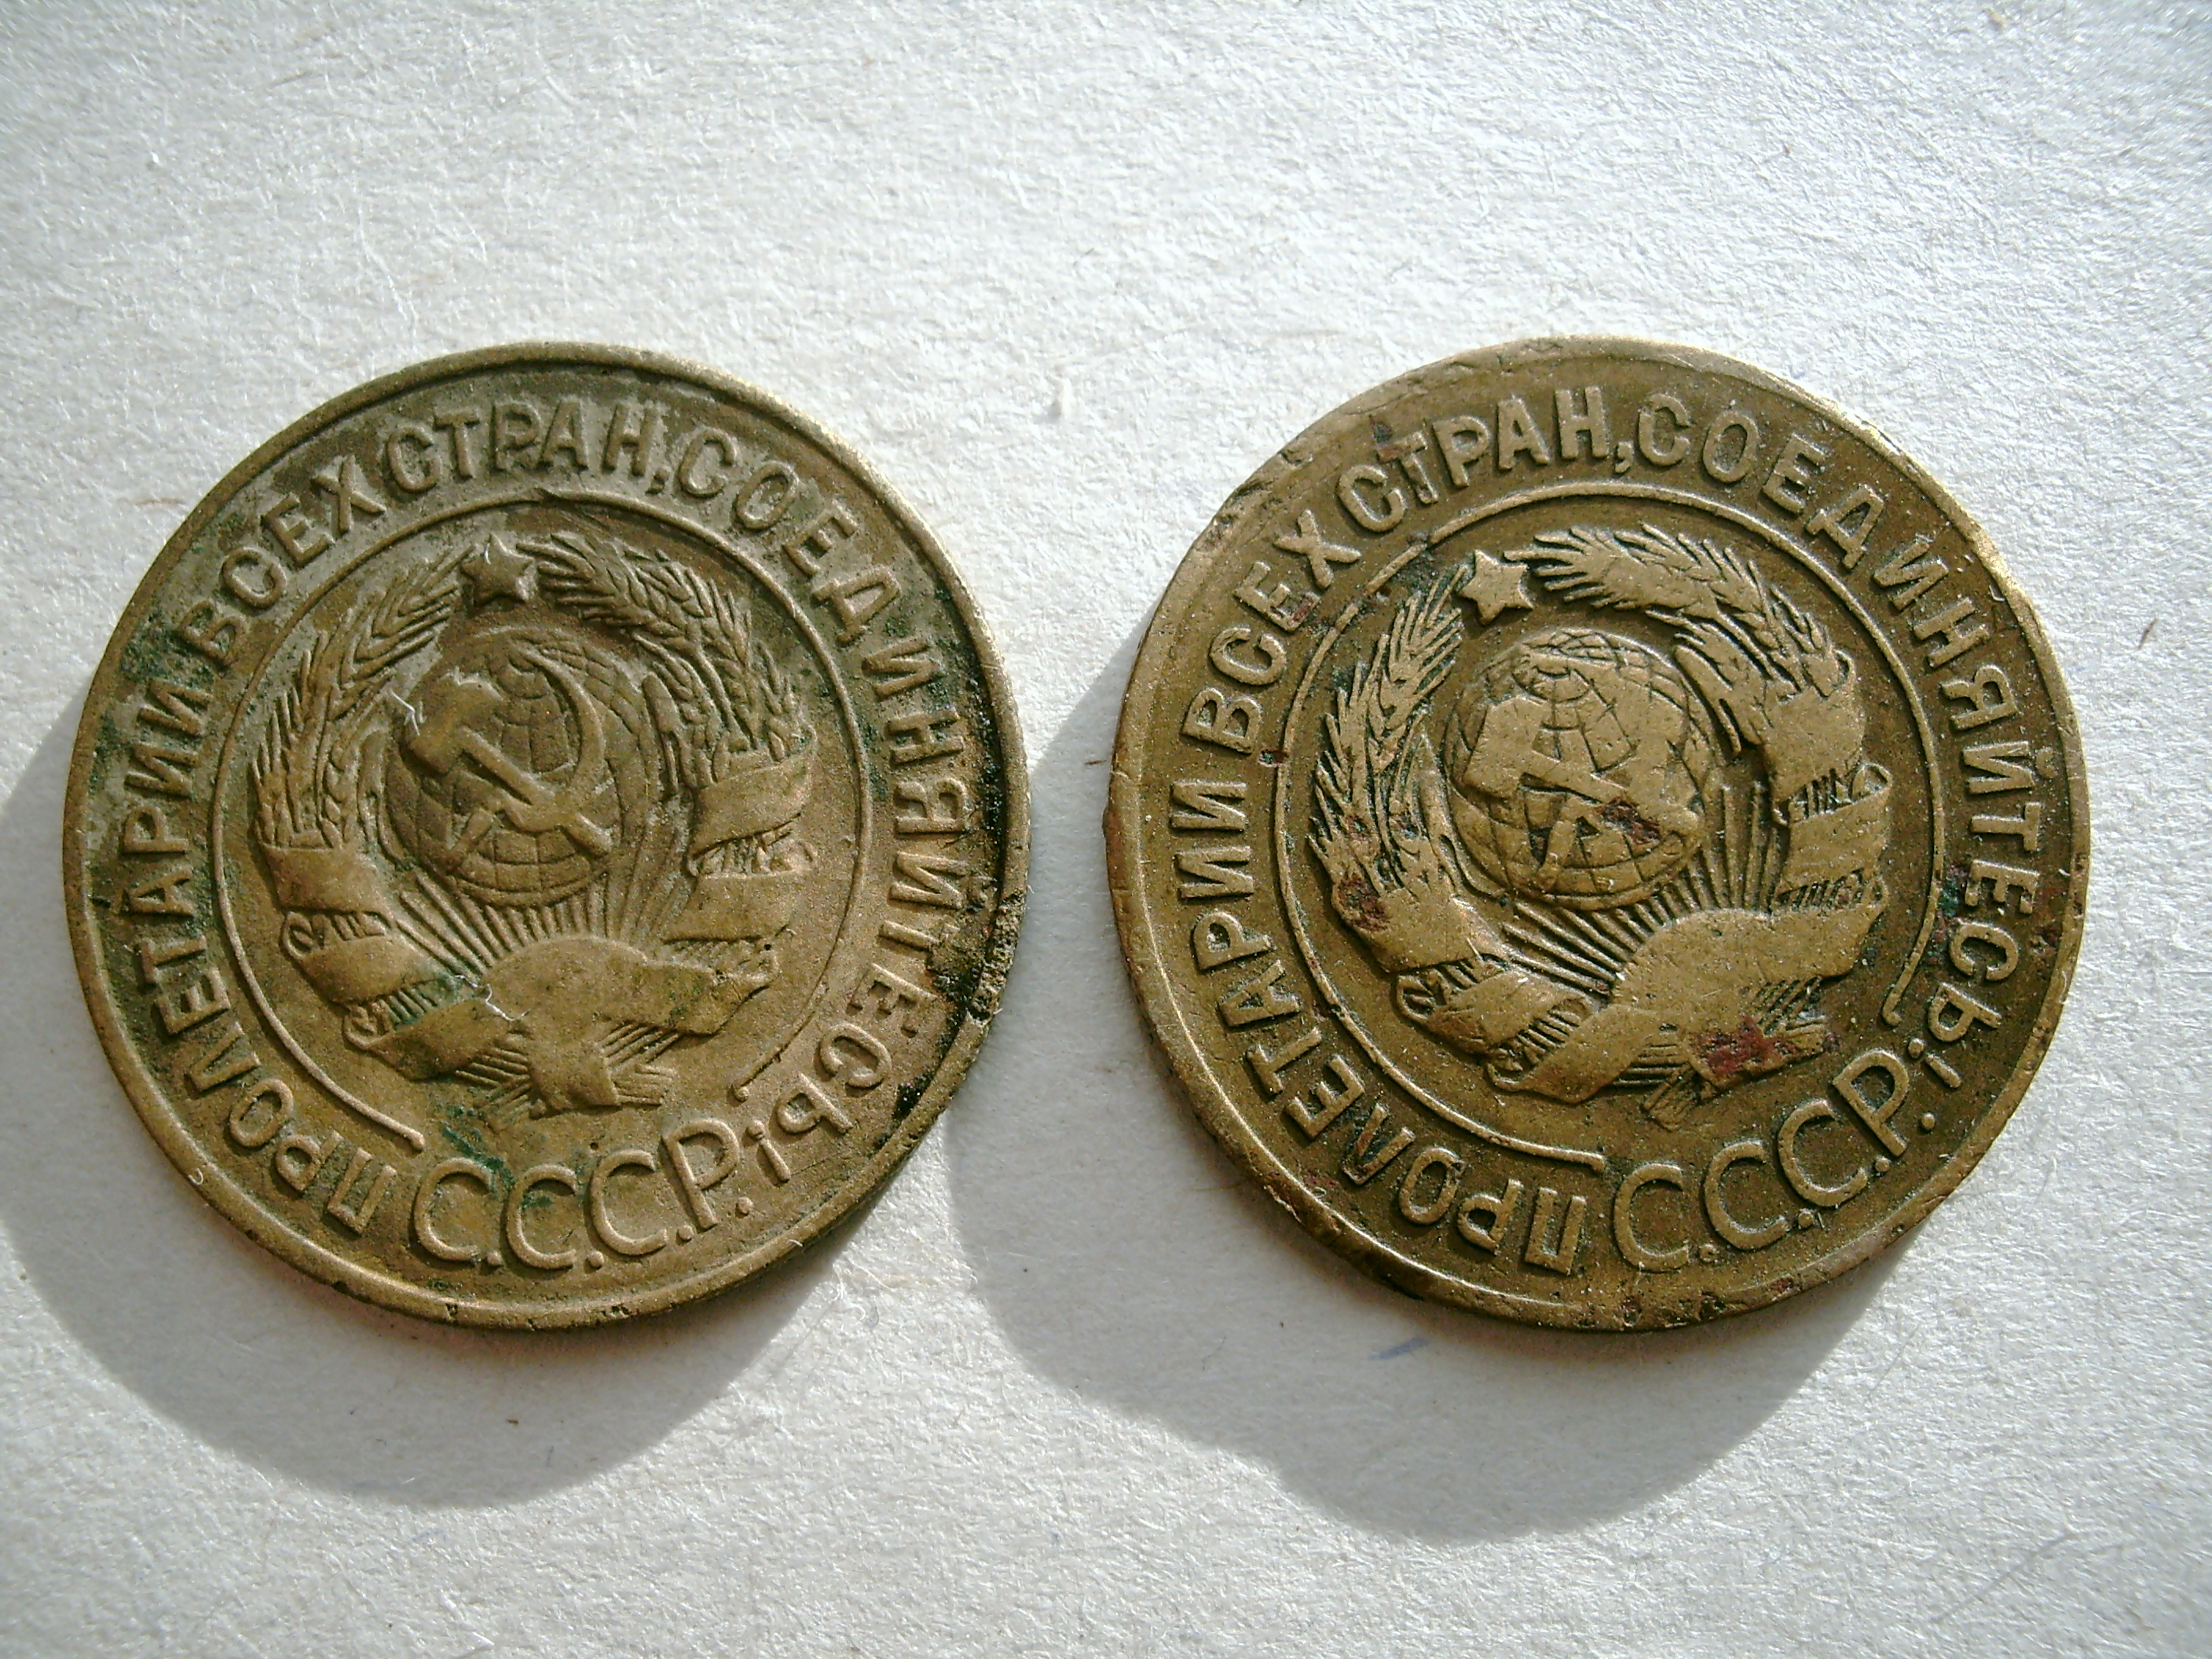 ПРОЛЕТАРИИ ВСЕХ СТРАН, СОЕДИНЯЙТЕСЬ!
С.С.С.Р.
ПРОЛЕТАРИИ ВСЕХ СТРАН, СОЕДИНЯЙТЕСЬ!
С.С.С.Р.